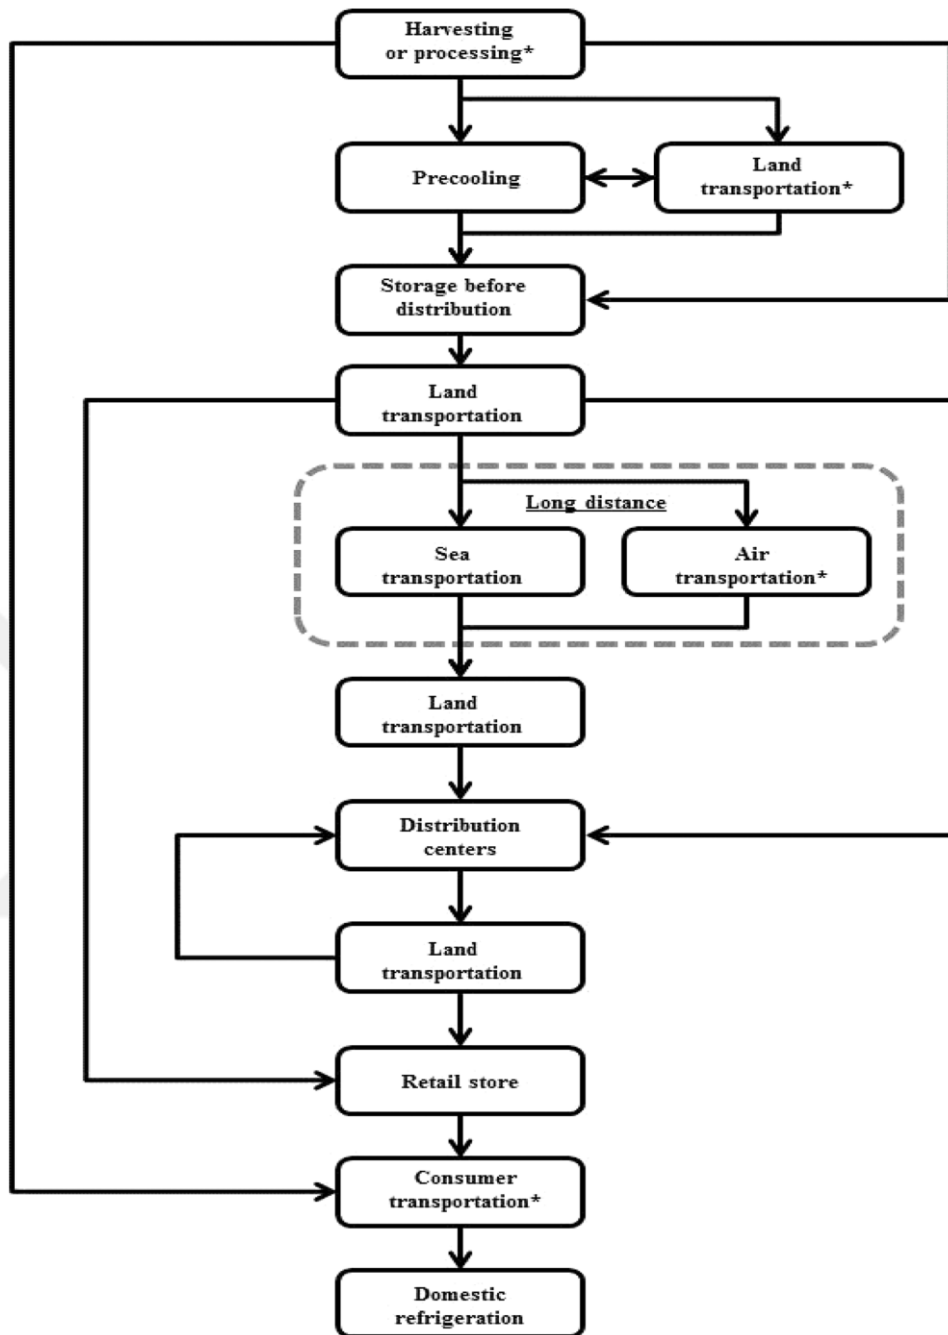 Harvesting
or processing*
Precooling
Land
transportation*
Storage before
distribution
Land
transportation
Long distance
Sea
transportation
Air
transportation*
Land
transportation
Distribution
centers
Land
transportation
Retail store
Consumer
transportation*
Domestic
refrigeration